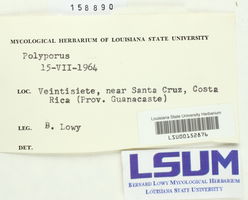 158890
MYCOLOGICAL HERBARIUM OF LOUISIANA STATE UNIVERSITY
Polyporus
15-VII-1964
LOC. Veintisiete, near Santa Cruz, Costa
Rica (Prov. Guanacaste)
LEG. B. Lowy
DET.
Louisiana State University Herbarium
LSU00132876
LSUM
BERNARD LOWY MYCOLOGICAL HERBARIUM
LOUISIANA STATE UNIVERSITY